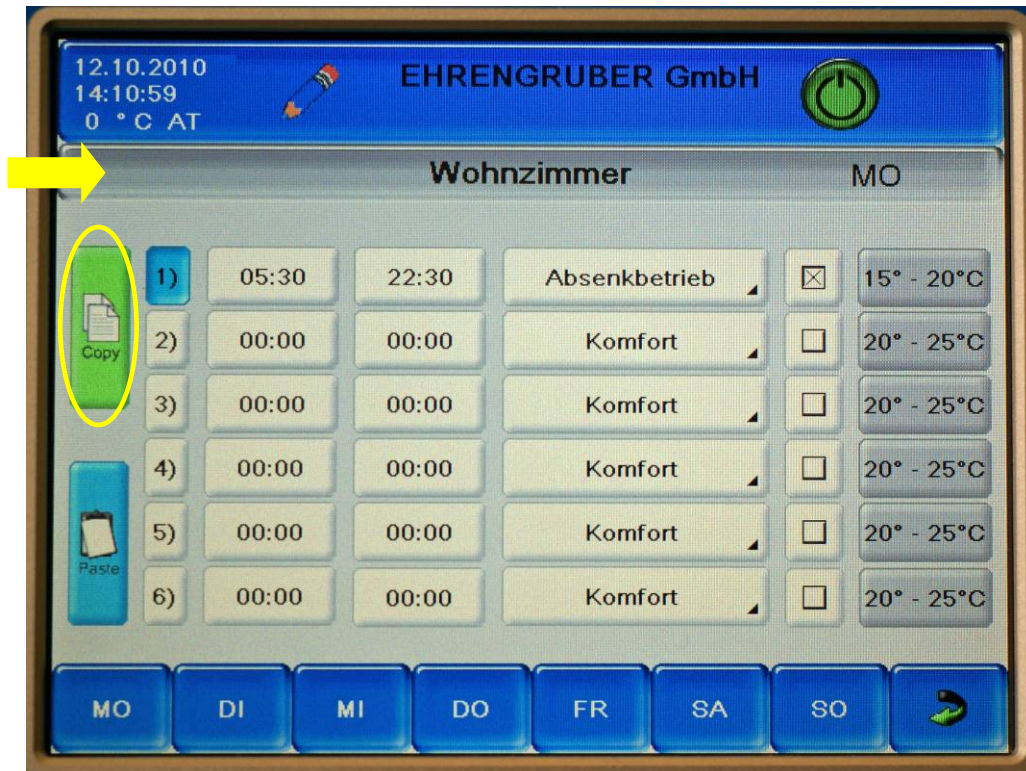 12.10.2010
14:10:59
0 °C AT
EHRENGRUBER GmbH
Wohnzimmer MO
Copy
1) 05:30 22:30 Absenkbetrieb 15° - 20°C
2) 00:00 00:00 Komfort 20° - 25°C
3) 00:00 00:00 Komfort 20° - 25°C
4) 00:00 00:00 Komfort 20° - 25°C
5) 00:00 00:00 Komfort 20° - 25°C
Paste
6) 00:00 00:00 Komfort 20° - 25°C
MO DI MI DO FR SA SO